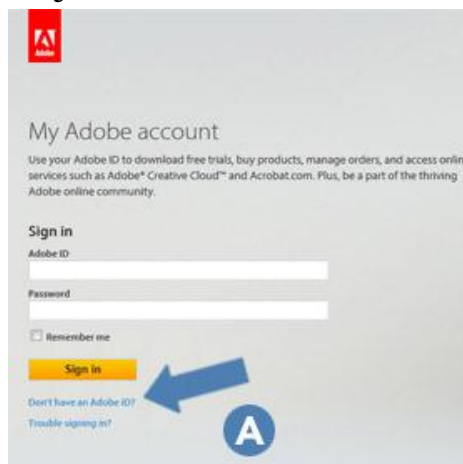 Adobe
My Adobe account
Use your Adobe ID to download free trials, buy products, manage orders, and access onlin
services such as Adobe® Creative Cloud™ and Acrobat.com. Plus, be a part of the thriving
Adobe online community.
Sign in
Adobe ID
Password
Remember me
Sign in
Don't have an Adobe ID?
Trouble signing in?
A